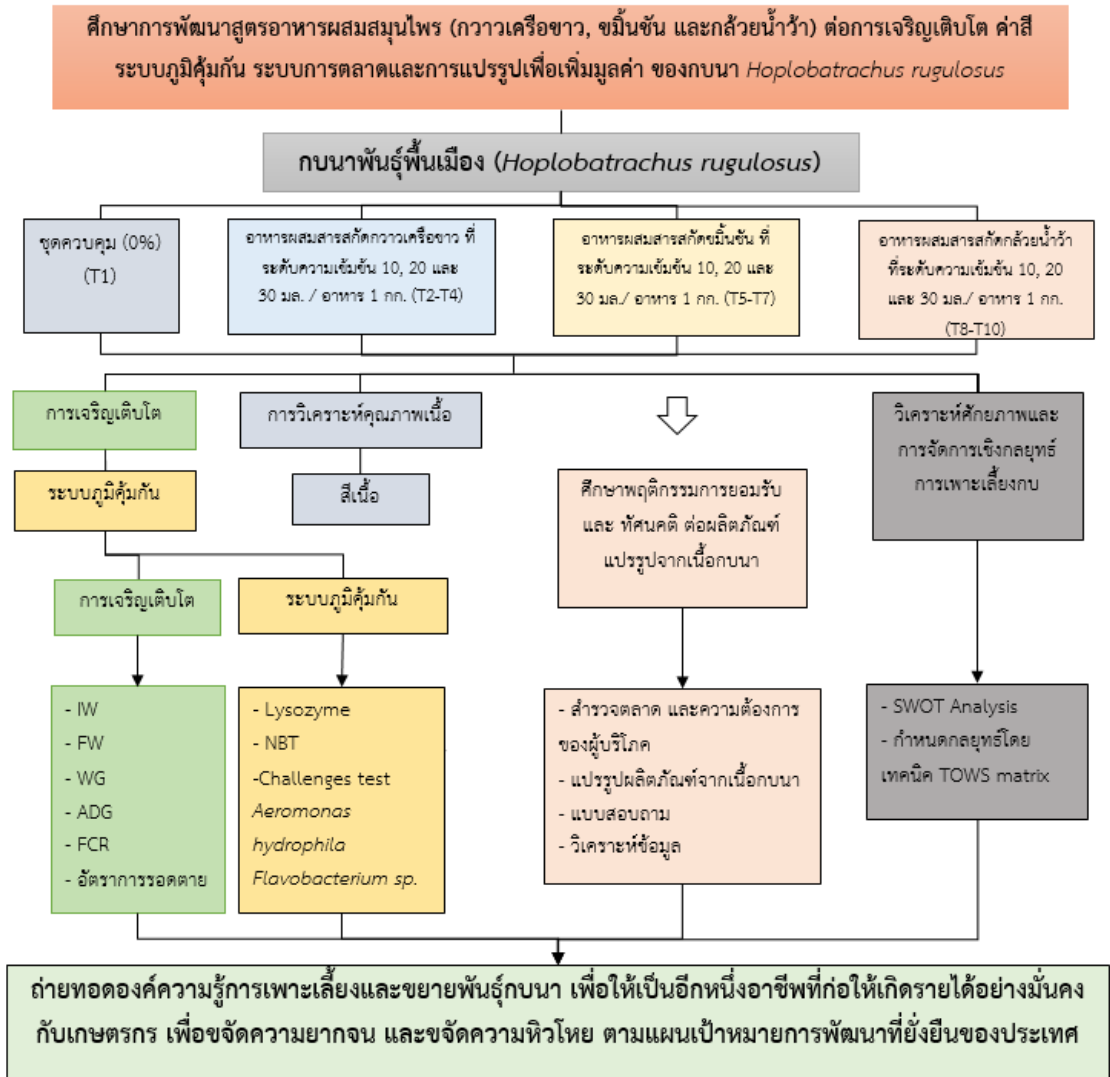 ศึกษาการพัฒนาสูตรอาหารผสมสมุนไพร (กวาวเครือขาว, ขมิ้นชัน และกล้วยน้ำว้า) ต่อการเจริญเติบโต ค่าสี
ระบบภูมิคุ้มกัน ระบบการตลาดและการแปรรูปเพื่อเพิ่มมูลค่า ของกบนา Hoplobatrachus rugulosus
กบนาพันธุ์พื้นเมือง (Hoplobatrachus rugulosus)
ชุดควบคุม (0%)
(T1)
อาหารผสมสารสกัดกวาวเครือขาว ที่
ระดับความเข้มข้น 10, 20 และ
30 มล. / อาหาร 1 กก. (T2-T4)
อาหารผสมสารสกัดขมิ้นชัน ที่
ระดับความเข้มข้น 10, 20 และ
30 มล./ อาหาร 1 กก. (T5-T7)
อาหารผสมสารสกัดกล้วยน้ำว้า
ที่ระดับความเข้มข้น 10, 20
และ 30 มล./ อาหาร 1 กก.
(T8-T10)
การเจริญเติบโต
ระบบภูมิคุ้มกัน
การวิเคราะห์คุณภาพเนื้อ
สีเนื้อ
ศึกษาพฤติกรรมการยอมรับ
และ ทัศนคติ ต่อผลิตภัณฑ์
แปรรูปจากเนื้อกบนา
วิเคราะห์ศักยภาพและ
การจัดการเชิงกลยุทธ์
การเพาะเลี้ยงกบ
การเจริญเติบโต
ระบบภูมิคุ้มกัน
- IW
- FW
- WG
- ADG
- FCR
- อัตราการรอดตาย
- Lysozyme
- NBT
-Challenges test
Aeromonas
hydrophila
Flavobacterium sp.
- สำรวจตลาด และความต้องการ
ของผู้บริโภค
- แปรรูปผลิตภัณฑ์จากเนื้อกบนา
- แบบสอบถาม
- วิเคราะห์ข้อมูล
- SWOT Analysis
- กำหนดกลยุทธ์โดย
เทคนิค TOWS matrix
ถ่ายทอดองค์ความรู้การเพาะเลี้ยงและขยายพันธุ์กบนา เพื่อให้เป็นอีกหนึ่งอาชีพที่ก่อให้เกิดรายได้อย่างมั่นคง
กับเกษตรกร เพื่อขจัดความยากจน และขจัดความหิวโหย ตามแผนเป้าหมายการพัฒนาที่ยั่งยืนของประเทศ